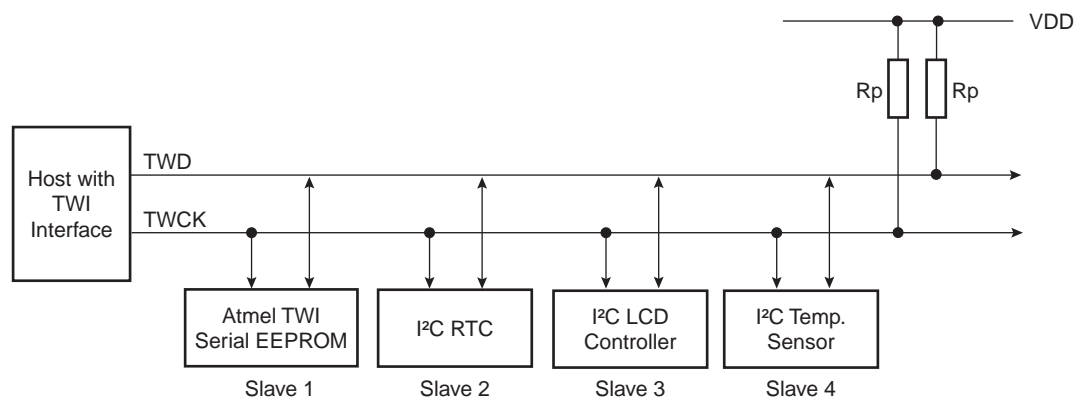 VDD
Rp
Rp
Host with
TWI
Interface
TWD
TWCK
Atmel TWI
Serial EEPROM
I²C RTC
I²C LCD
Controller
I²C Temp.
Sensor
Slave 1
Slave 2
Slave 3
Slave 4